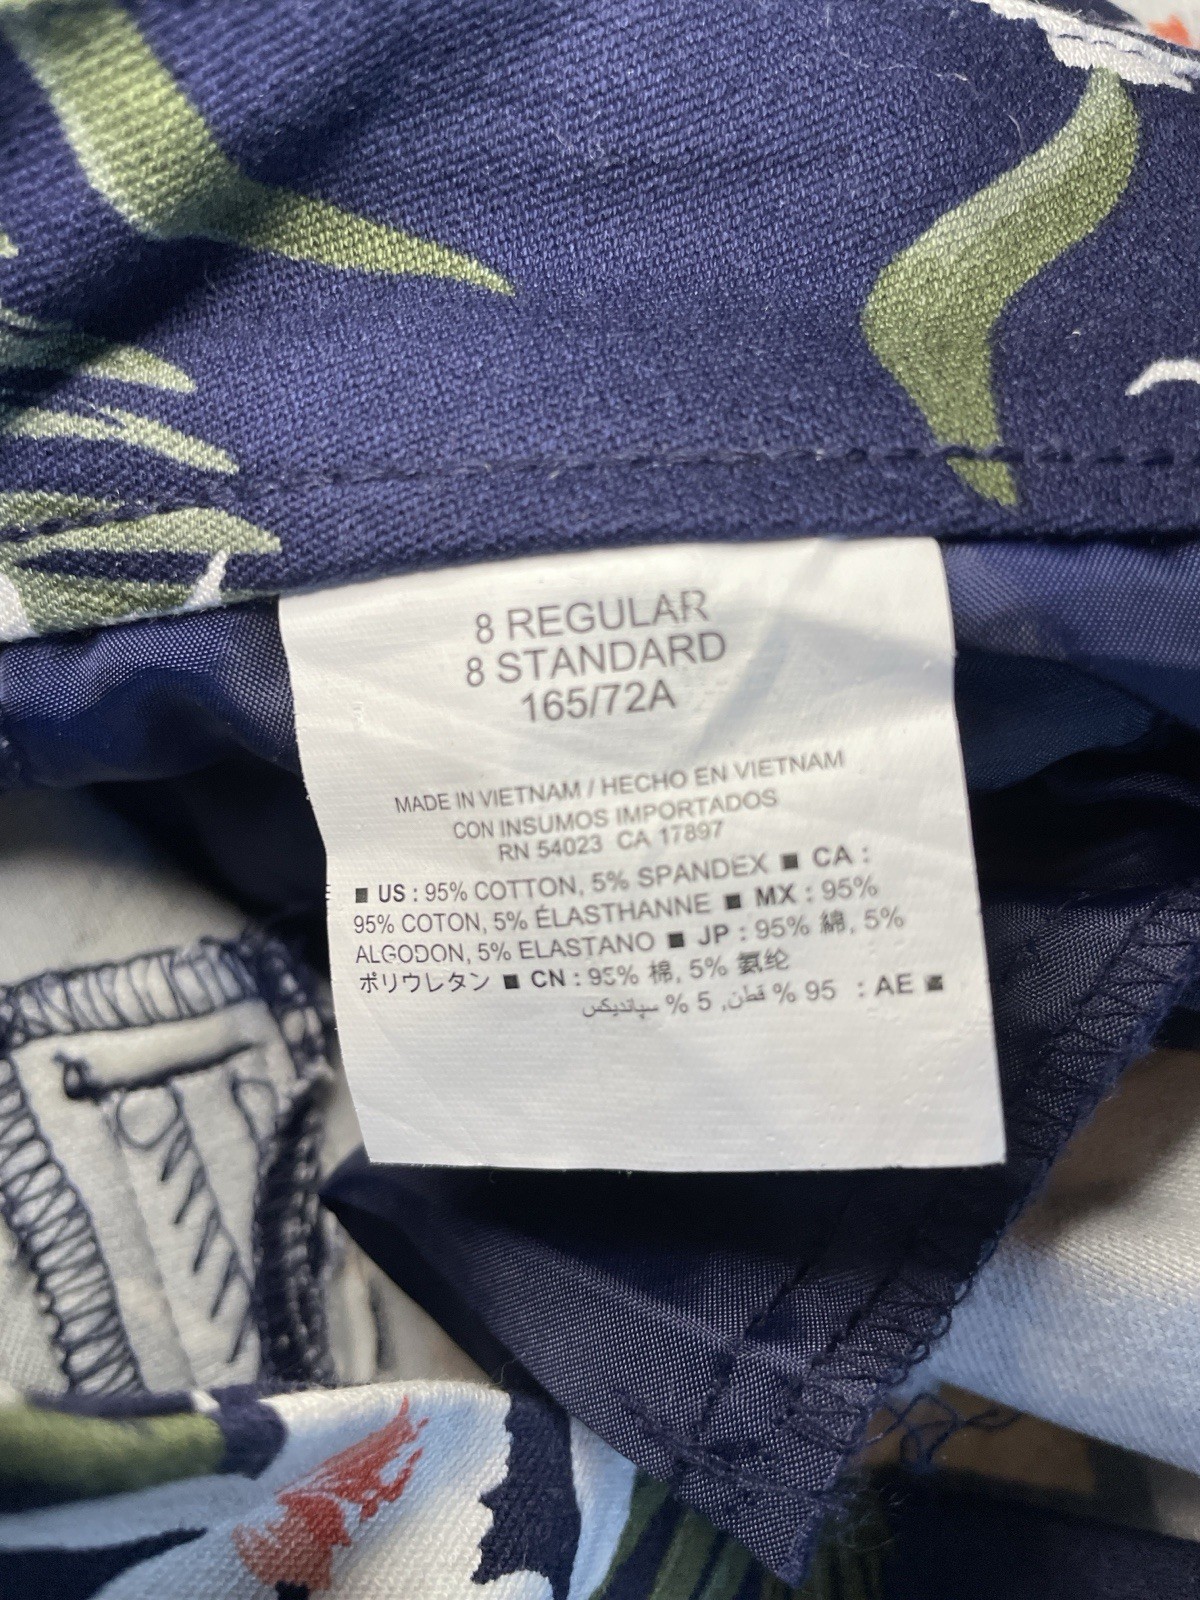 8 REGULAR
8 STANDARD
165/72A
MADE IN VIETNAM / HECHO EN VIETNAM
CON INSUMOS IMPORTADOS
RN 54023 CA 17897
■ US : 95% COTTON, 5% SPANDEX ■ CA :
95% COTON, 5% ÉLASTHANNE ■ MX : 95%
ALGODON, 5% ELASTANO ■ JP : 95% 綿, 5%
ポリウレタン ■ CN : 95% 棉, 5% 氨纶
■ AE : 95 % قطن, 5 % سپانديكس